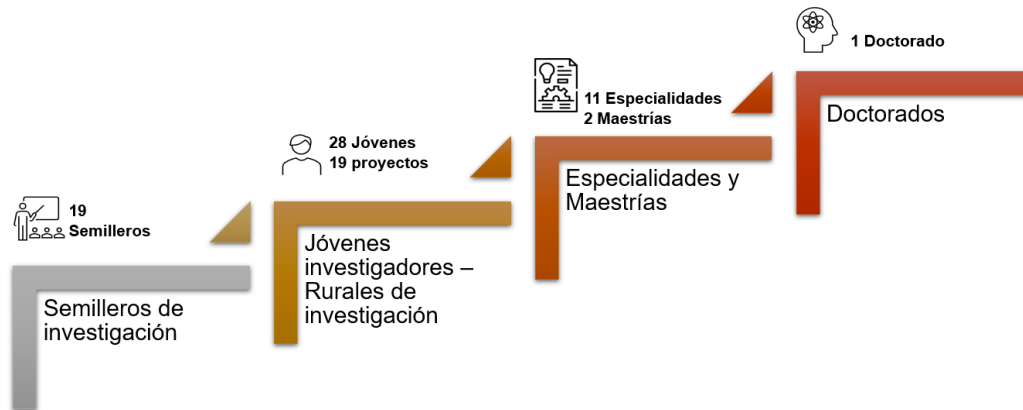 19
Semilleros
Semilleros de
investigación
28 Jóvenes
19 proyectos
Jóvenes
investigadores –
Rurales de
investigación
11 Especialidades
2 Maestrías
Especialidades y
Maestrías
1 Doctorado
Doctorados